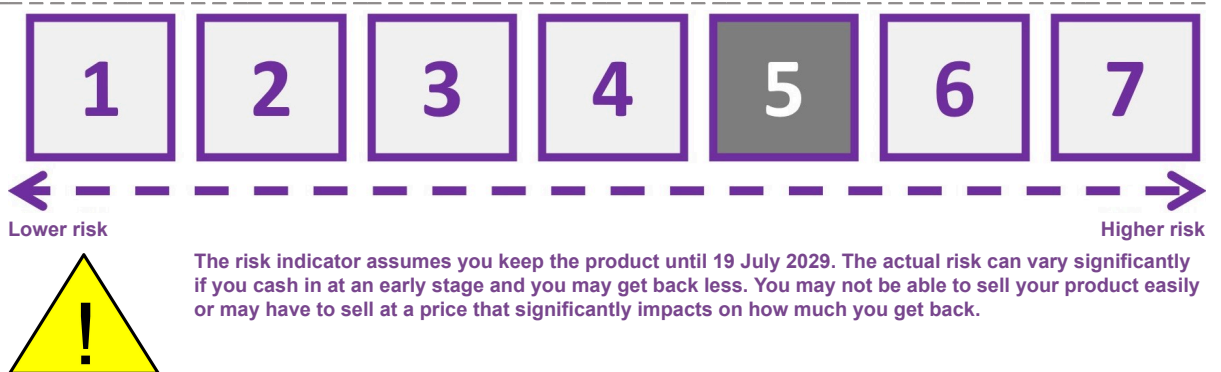 1 2 3 4 5 6 7
Lower risk Higher risk
The risk indicator assumes you keep the product until 19 July 2029. The actual risk can vary significantly
if you cash in at an early stage and you may get back less. You may not be able to sell your product easily
or may have to sell at a price that significantly impacts on how much you get back.
!